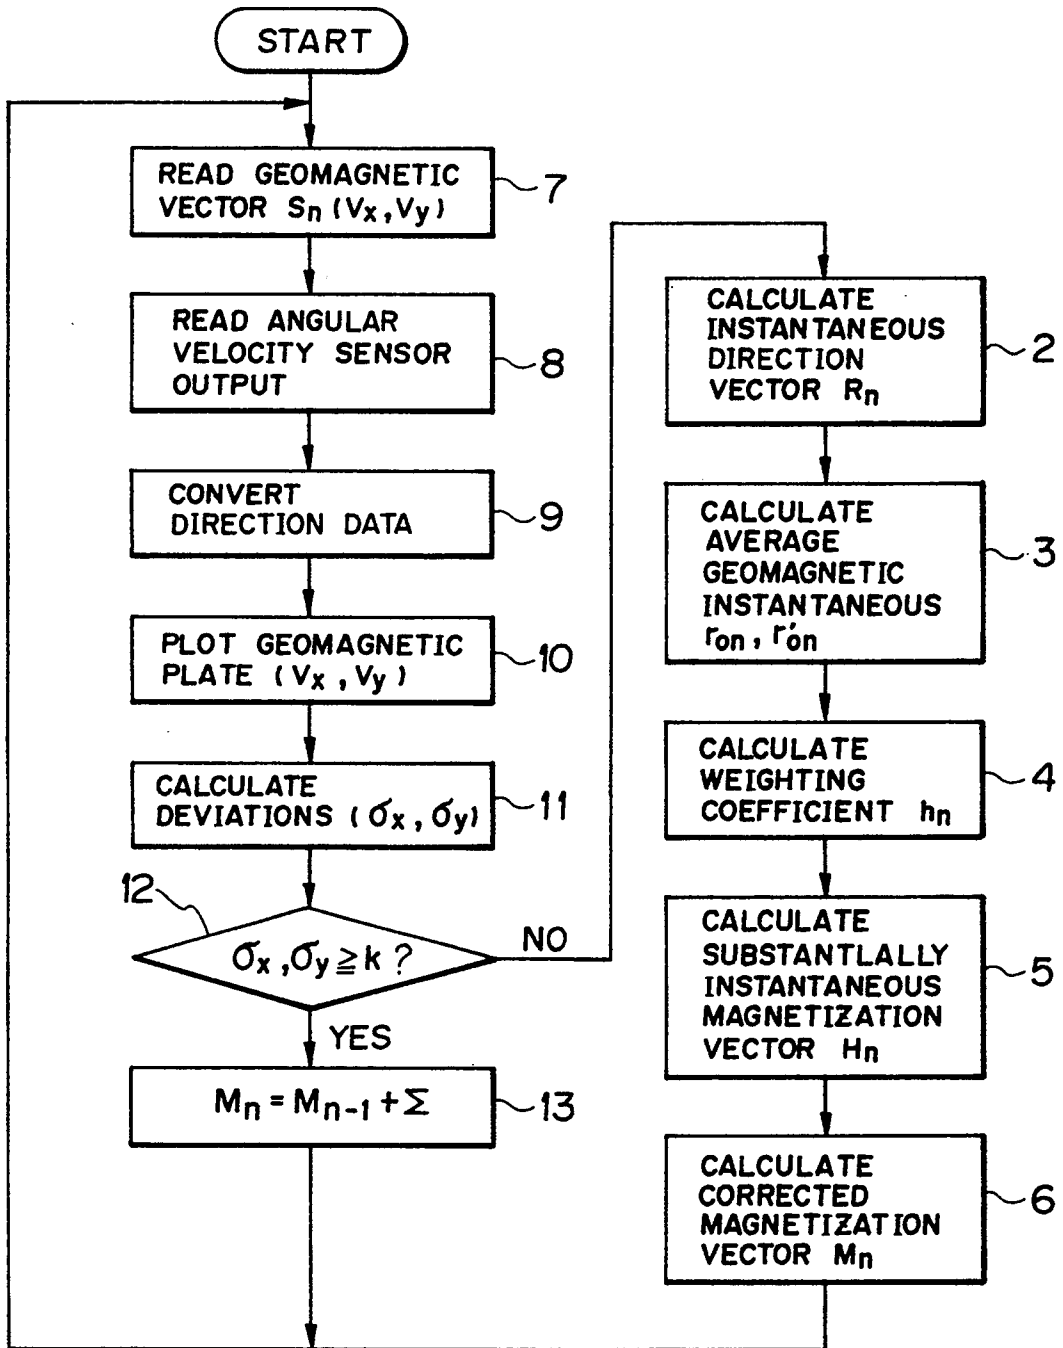 START
READ GEOMAGNETIC
VECTOR Sn (Vx, Vy)
7
READ ANGULAR
VELOCITY SENSOR
OUTPUT
8
CONVERT
DIRECTION DATA
9
PLOT GEOMAGNETIC
PLATE (Vx, Vy)
10
CALCULATE
DEVIATIONS (σx, σy)
11
12
σx, σy ≧ k ?
NO
YES
Mn = Mn-1 + Σ
13
CALCULATE
INSTANTANEOUS
DIRECTION
VECTOR Rn
2
CALCULATE
AVERAGE
GEOMAGNETIC
INSTANTANEOUS
ron, r'on
3
CALCULATE
WEIGHTING
COEFFICIENT hn
4
CALCULATE
SUBSTANTLALLY
INSTANTANEOUS
MAGNETIZATION
VECTOR Hn
5
CALCULATE
CORRECTED
MAGNETIZATION
VECTOR Mn
6